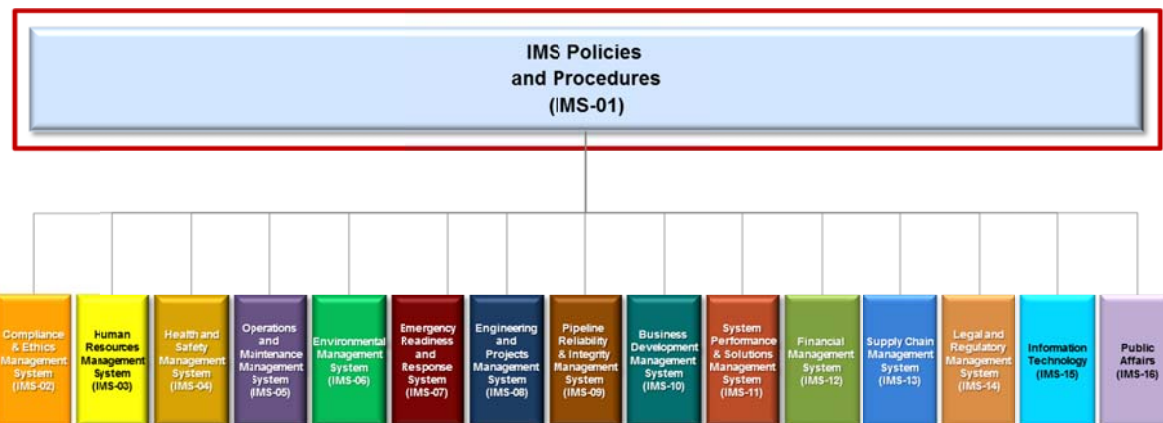 IMS Policies
and Procedures
(IMS-01)
Compliance
& Ethics
Management
System
(IMS-02)
Human
Resources
Management
System
(IMS-03)
Health and
Safety
Management
System
(IMS-04)
Operations
and
Maintenance
Management
System
(IMS-05)
Environmental
Management
System
(IMS-06)
Emergency
Readiness
and
Response
System
(IMS-07)
Engineering
and
Projects
Management
System
(IMS-08)
Pipeline
Reliability
& Integrity
Management
System
(IMS-09)
Business
Development
Management
System
(IMS-10)
System
Performance
& Solutions
Management
System
(IMS-11)
Financial
Management
System
(IMS-12)
Supply Chain
Management
System
(IMS-13)
Legal and
Regulatory
Management
System
(IMS-14)
Information
Technology
(IMS-15)
Public
Affairs
(IMS-16)